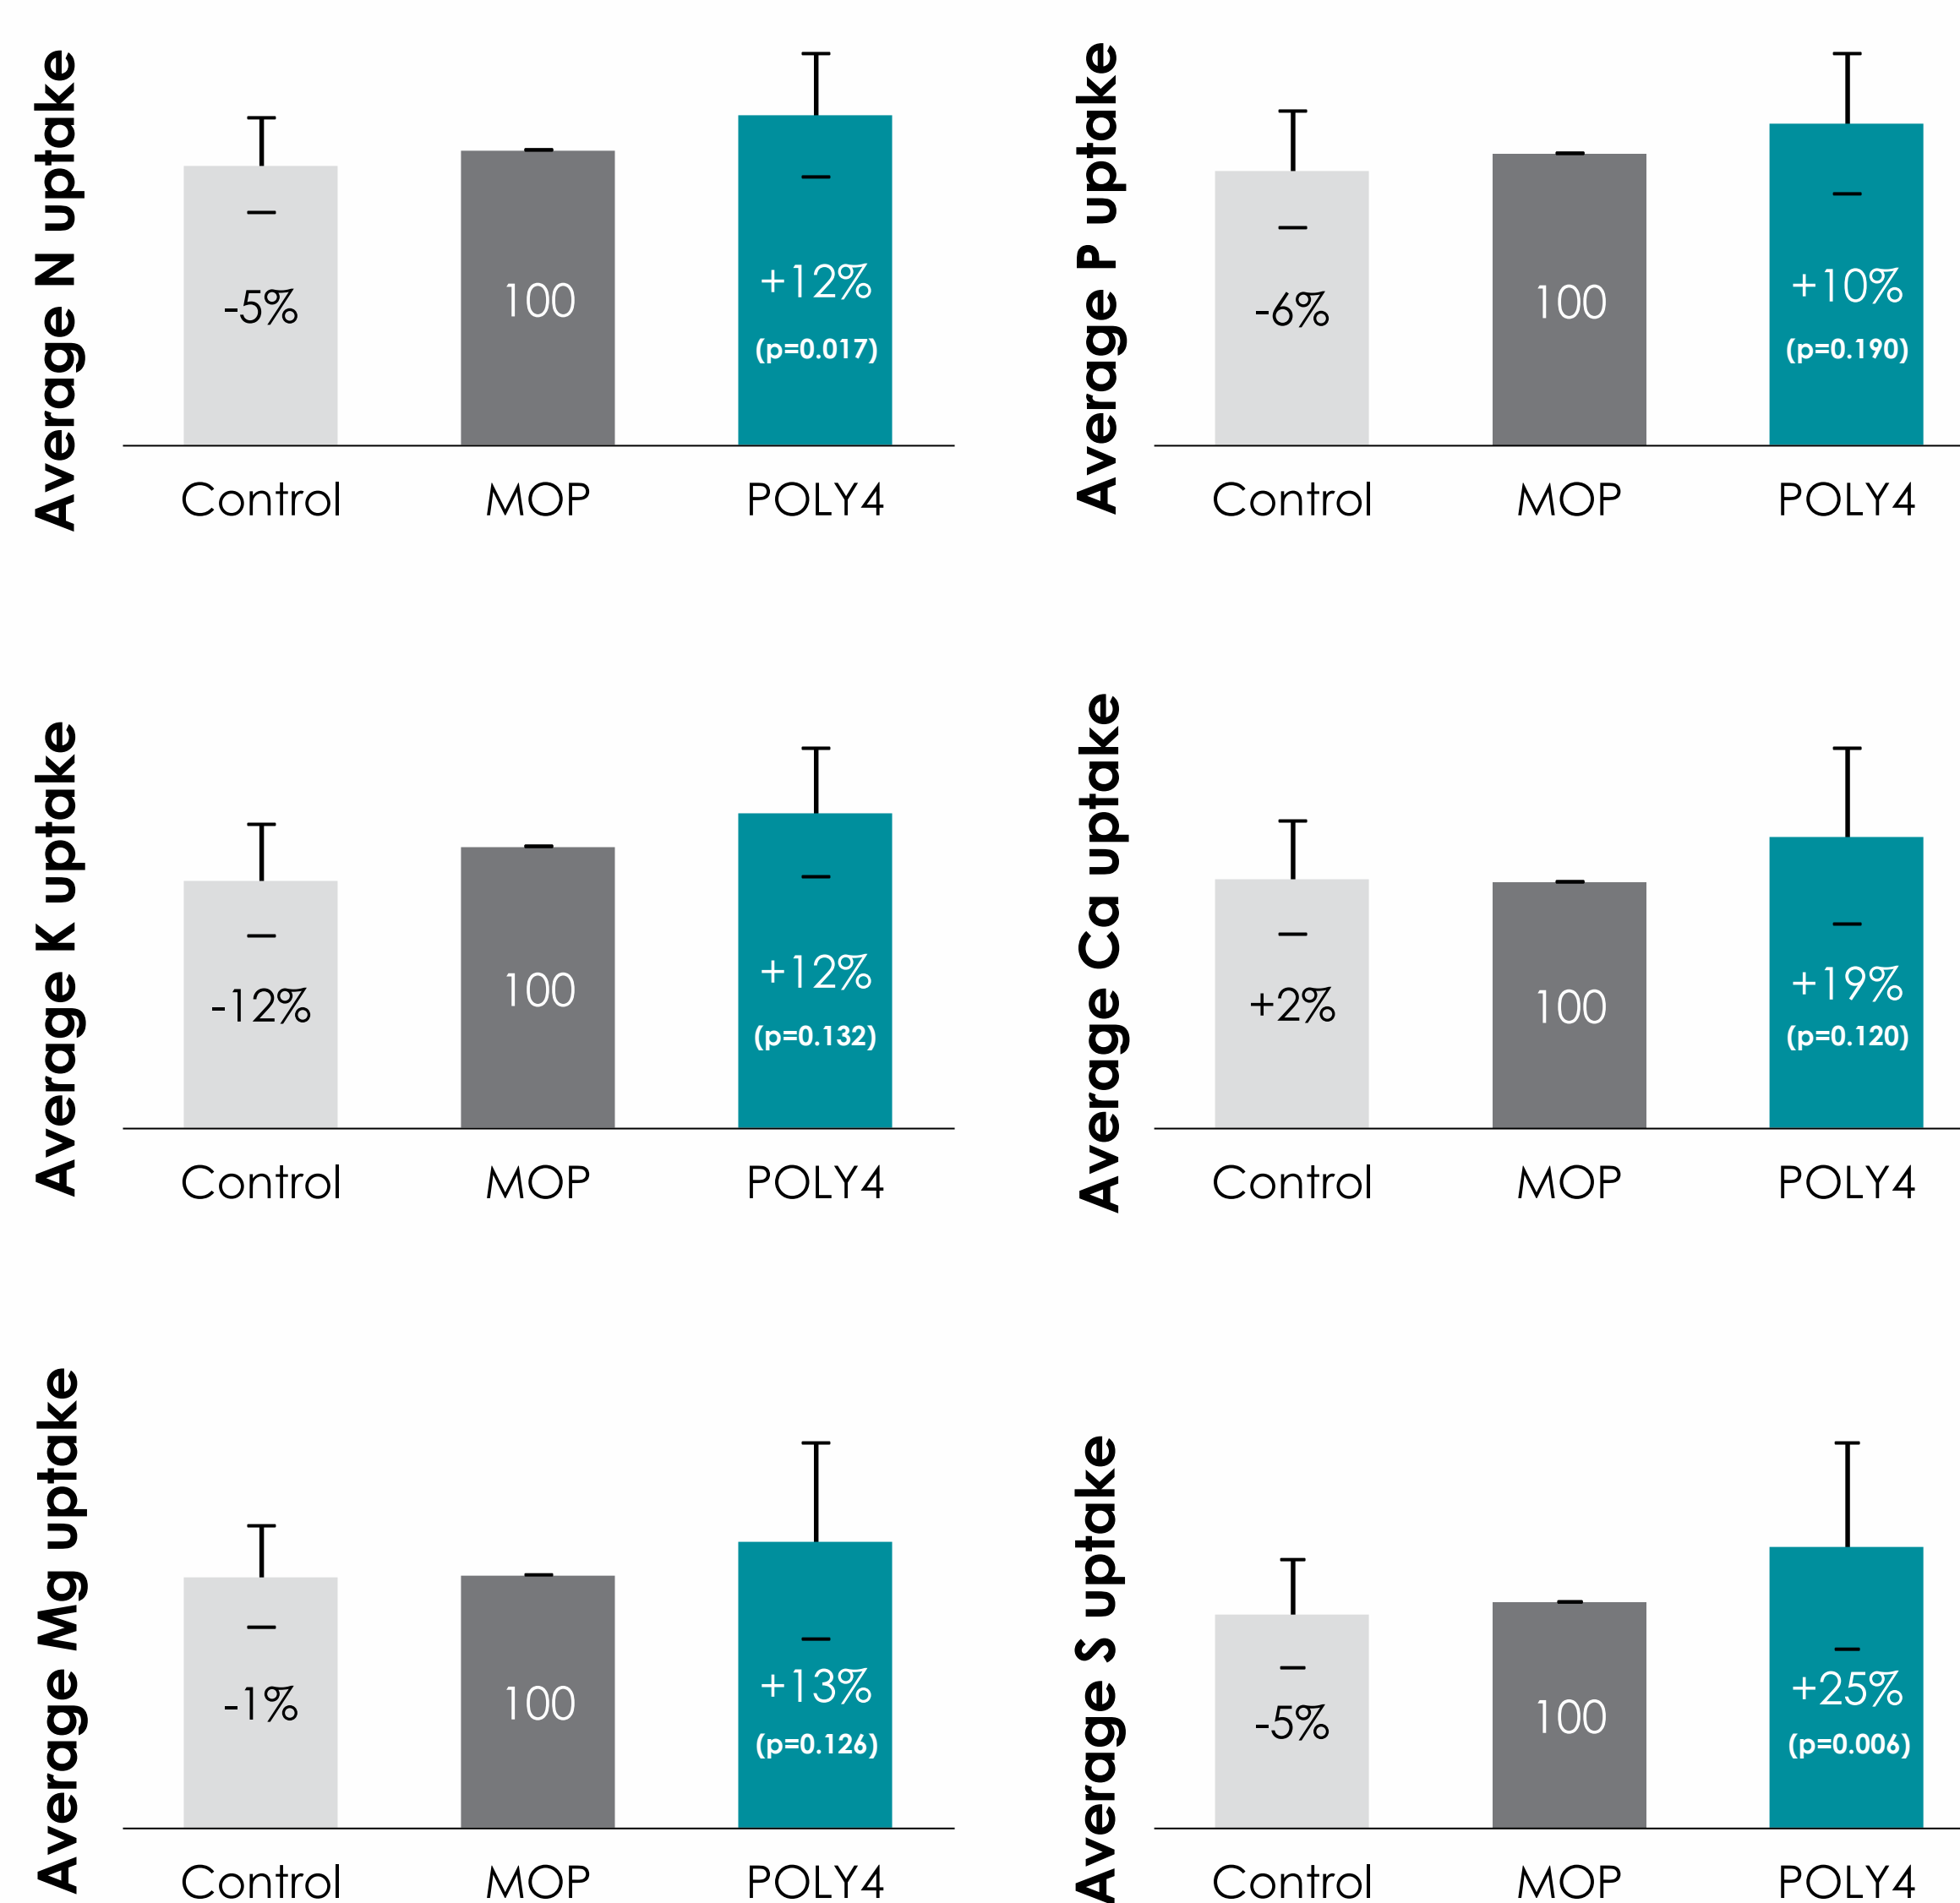 Average N uptake
-5%
100
+12%
(p=0.017)
Control
MOP
POLY4
Average P uptake
-6%
100
+10%
(p=0.190)
Control
MOP
POLY4
Average K uptake
-12%
100
+12%
(p=0.132)
Control
MOP
POLY4
Average Ca uptake
+2%
100
+19%
(p=0.120)
Control
MOP
POLY4
Average Mg uptake
-1%
100
+13%
(p=0.126)
Control
MOP
POLY4
Average S uptake
-5%
100
+25%
(p=0.006)
Control
MOP
POLY4